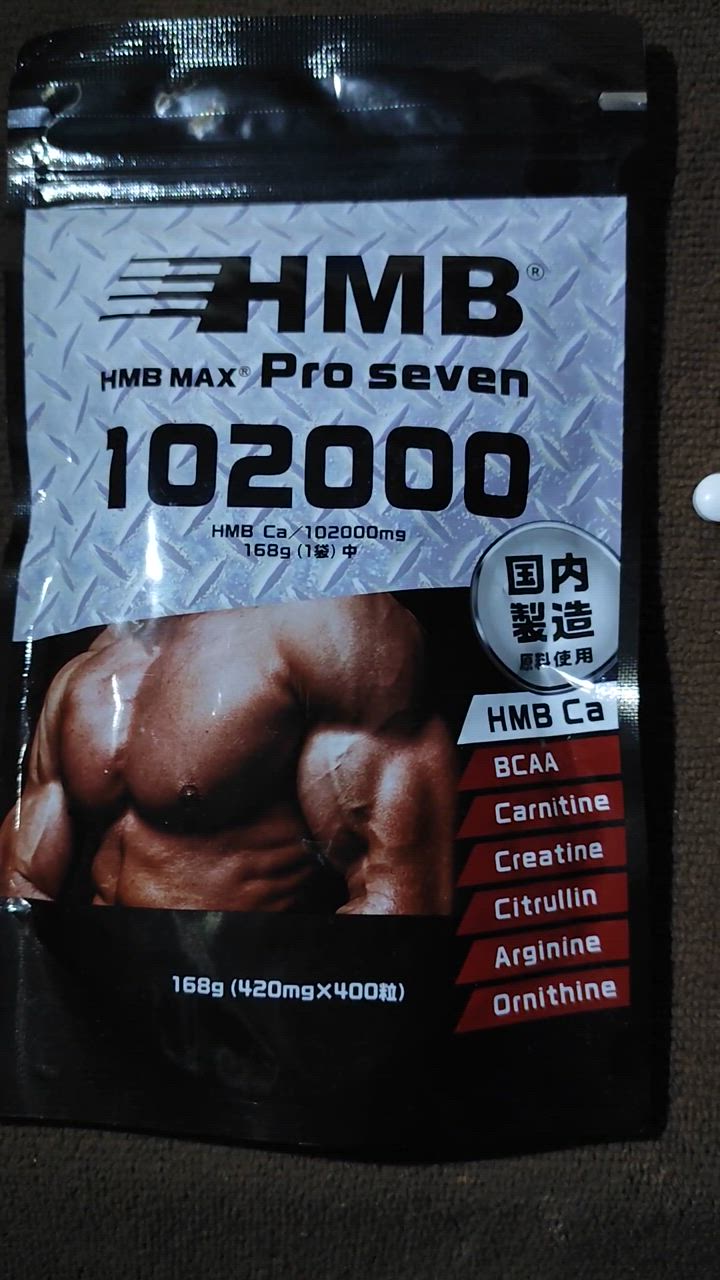 HMB®
HMB MAX® Pro seven
102000
HMB Ca/102000mg
168g(1袋)中
国内
製造
原料使用
HMB Ca
BCAA
Carnitine
Creatine
Citrullin
Arginine
Ornithine
168g(420mg×400粒)